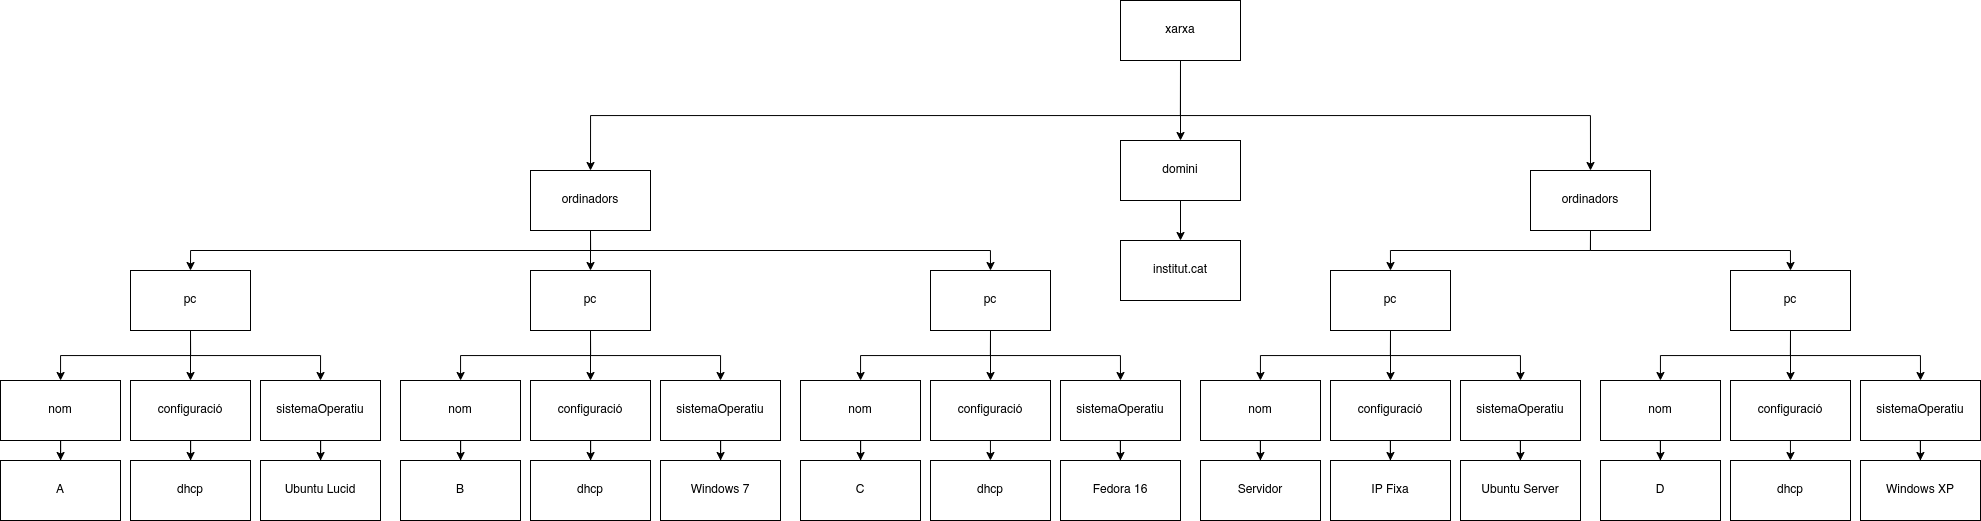 xarxa
domini
ordinadors
ordinadors
institut.cat
pc
pc
pc
pc
pc
nom
configuració
sistemaOperatiu
nom
configuració
sistemaOperatiu
nom
configuració
sistemaOperatiu
nom
configuració
sistemaOperatiu
nom
configuració
sistemaOperatiu
A
dhcp
Ubuntu Lucid
B
dhcp
Windows 7
C
dhcp
Fedora 16
Servidor
IP Fixa
Ubuntu Server
D
dhcp
Windows XP